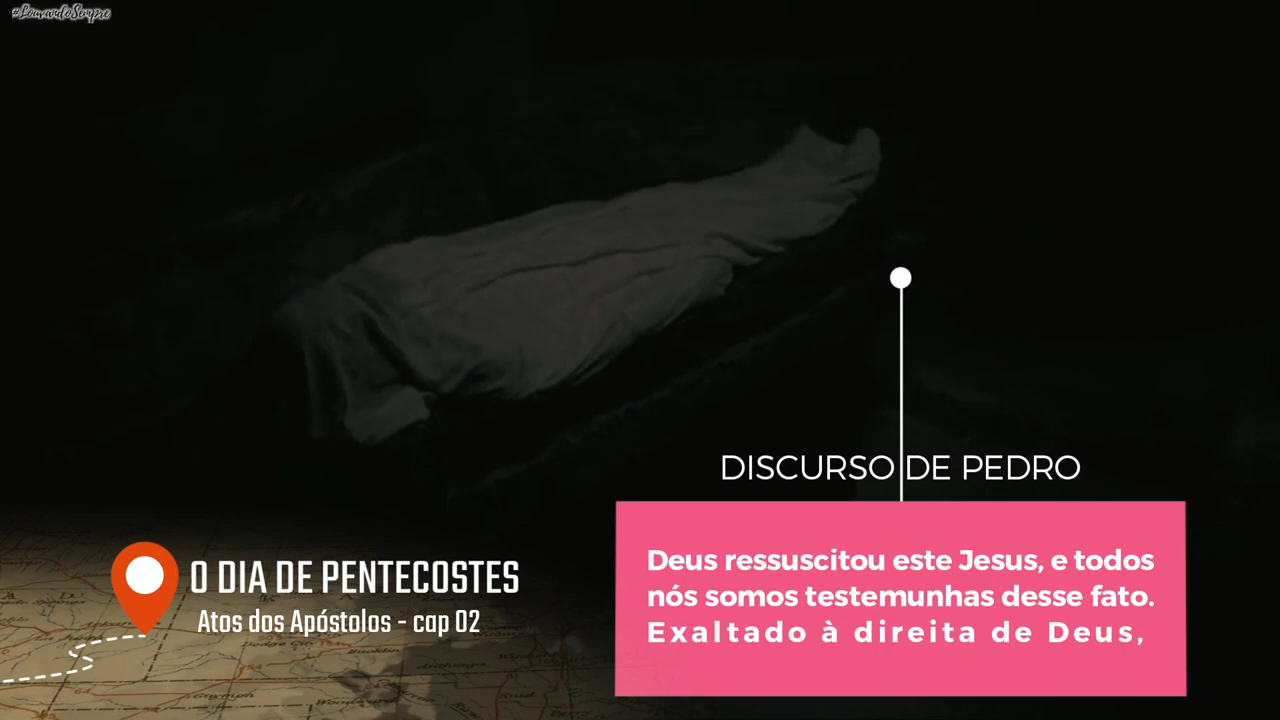 #LouvandoSempre
DISCURSO DE PEDRO
Deus ressuscitou este Jesus, e todos
nós somos testemunhas desse fato.
Exaltado à direita de Deus,
O DIA DE PENTECOSTES
Atos dos Apóstolos - cap 02